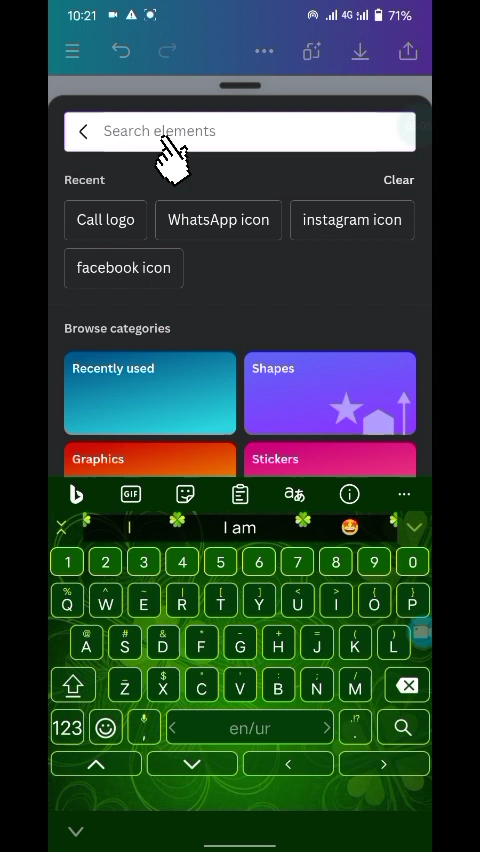 10:21 4G 71%
Search elements
Recent Clear
Call logo WhatsApp icon instagram icon
facebook icon
Browse categories
Recently used Shapes
Graphics Stickers
GIF
I I am
1 2 3 4 5 6 7 8 9 0
Q W E R T Y U I O P
A S D F G H J K L
Z X C V B N M
123 , en/ur .